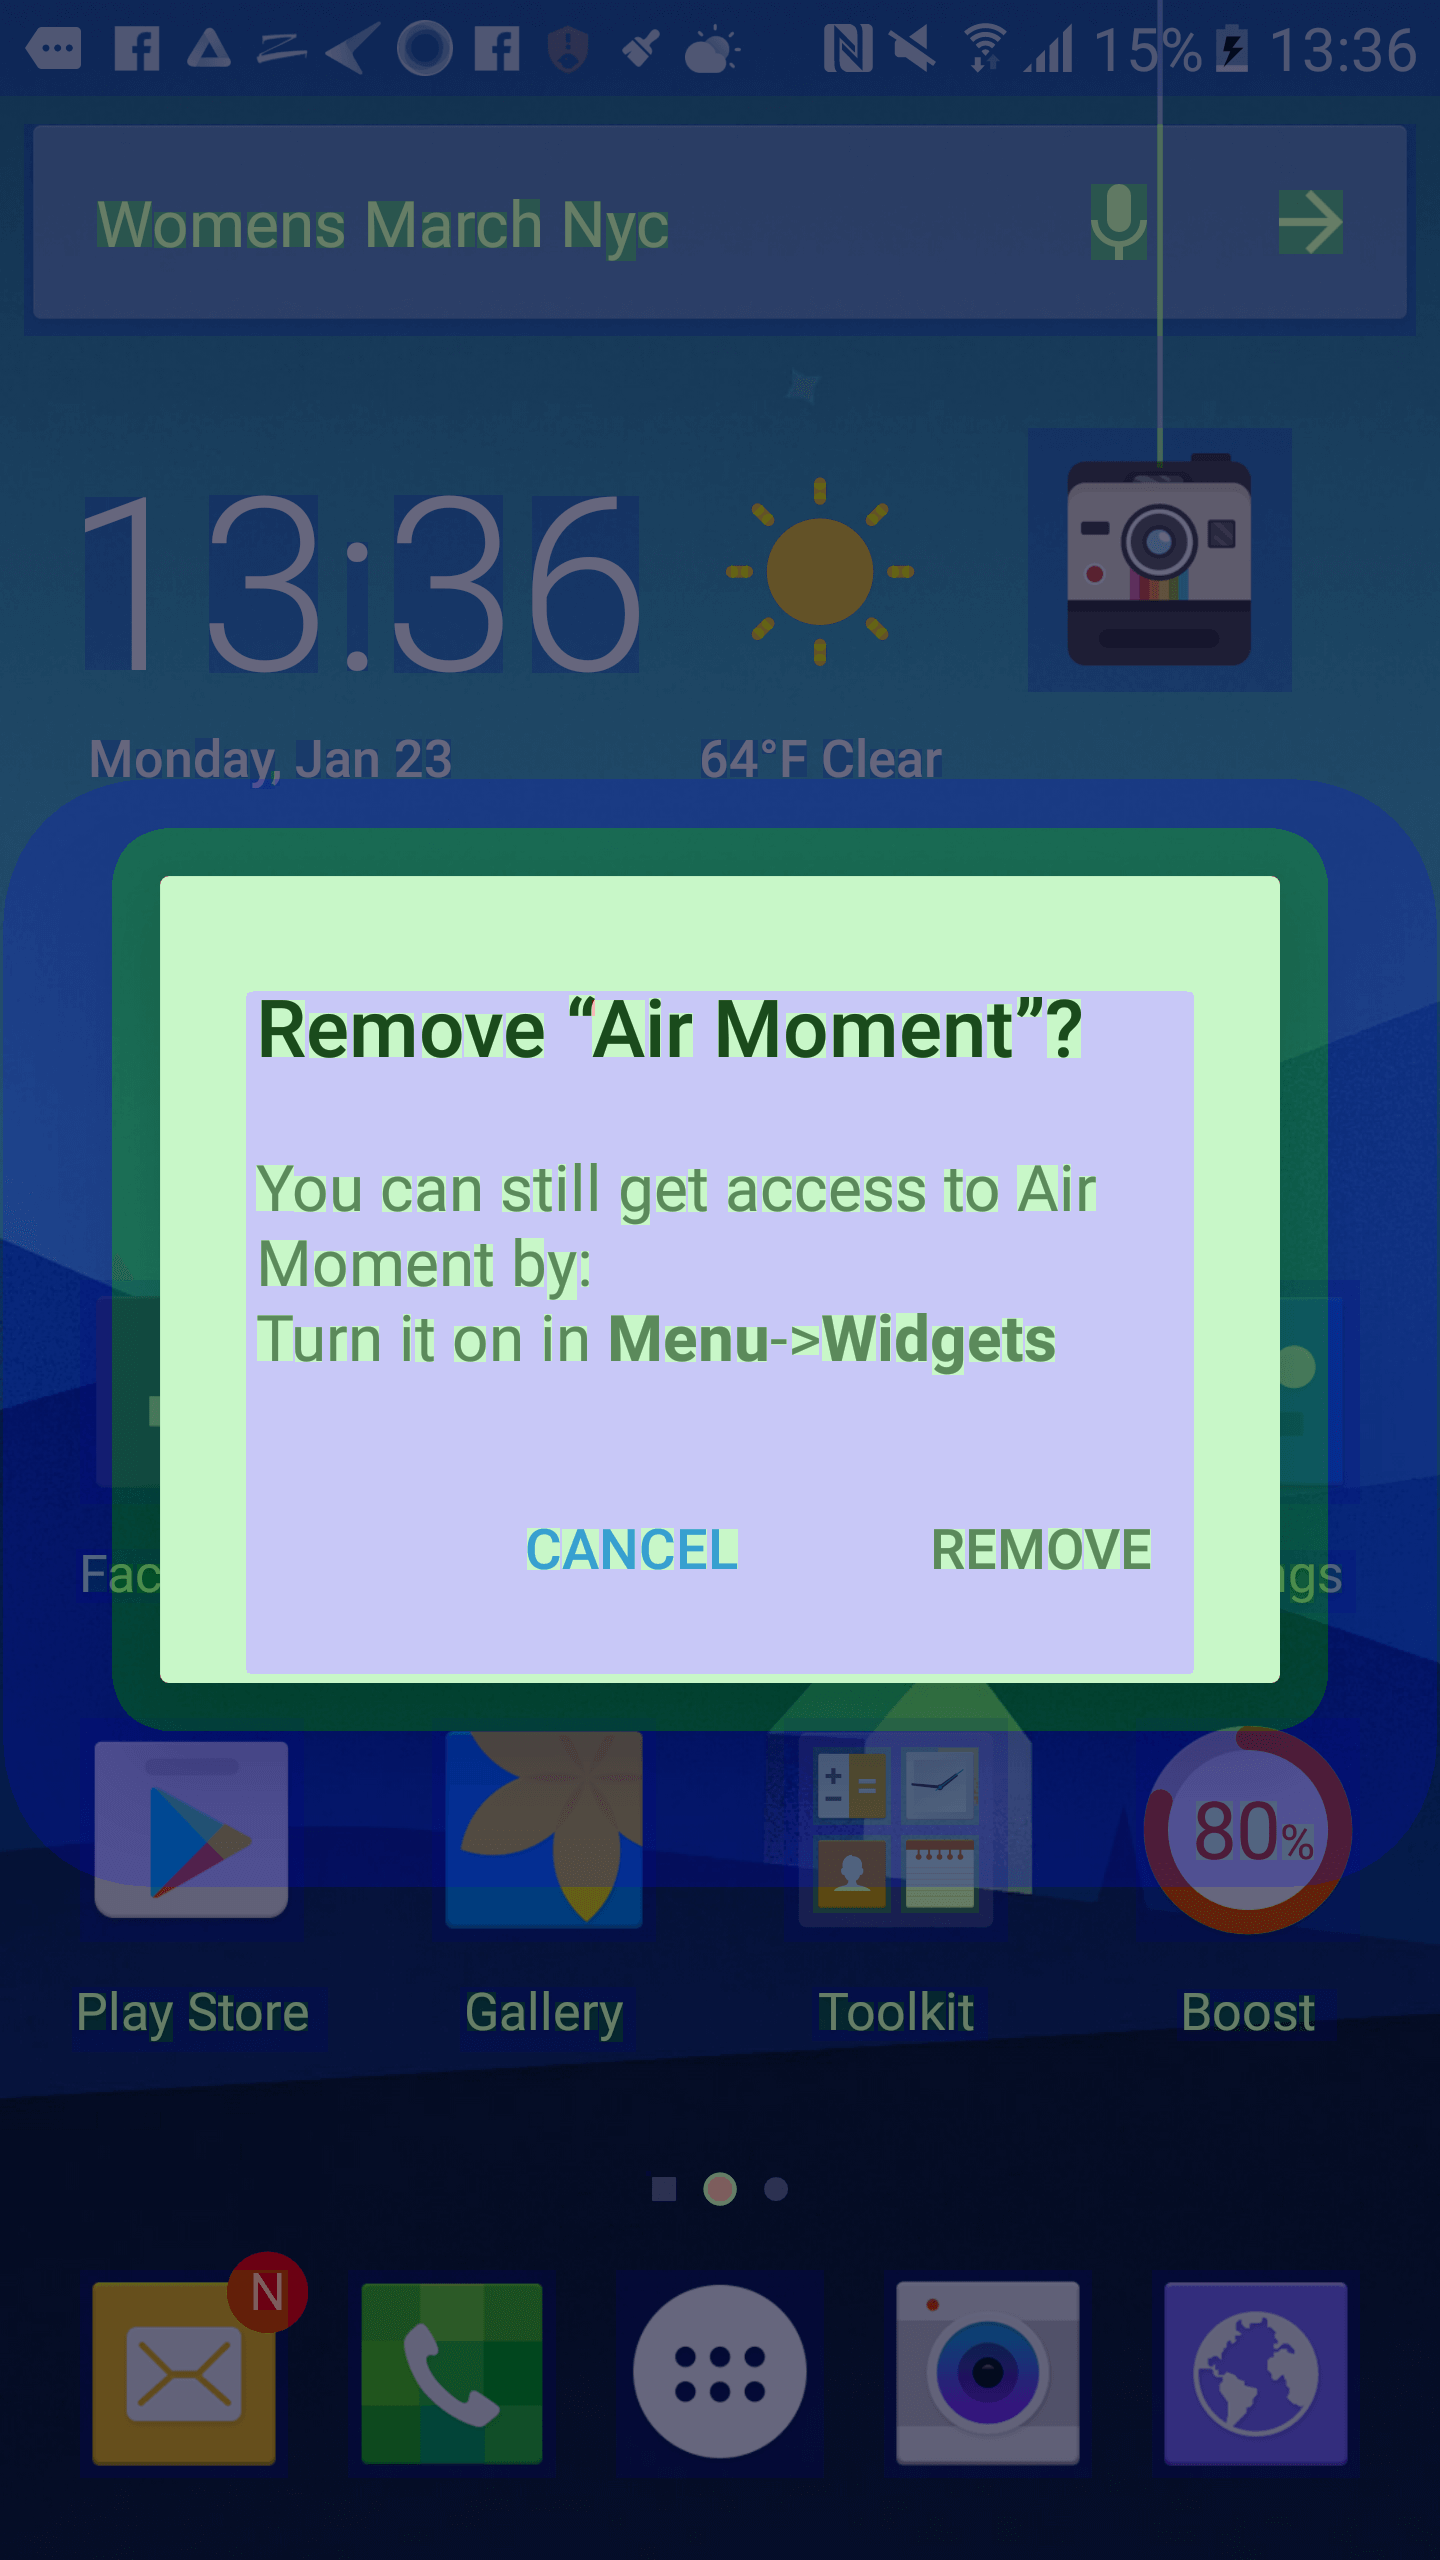 15% 13:36
Womens March Nyc
13:36
Monday, Jan 23
64°F Clear
Remove “Air Moment”?
You can still get access to Air
Moment by:
Turn it on in Menu->Widgets
CANCEL
REMOVE
Fac
ngs
80%
Play Store
Gallery
Toolkit
Boost
N